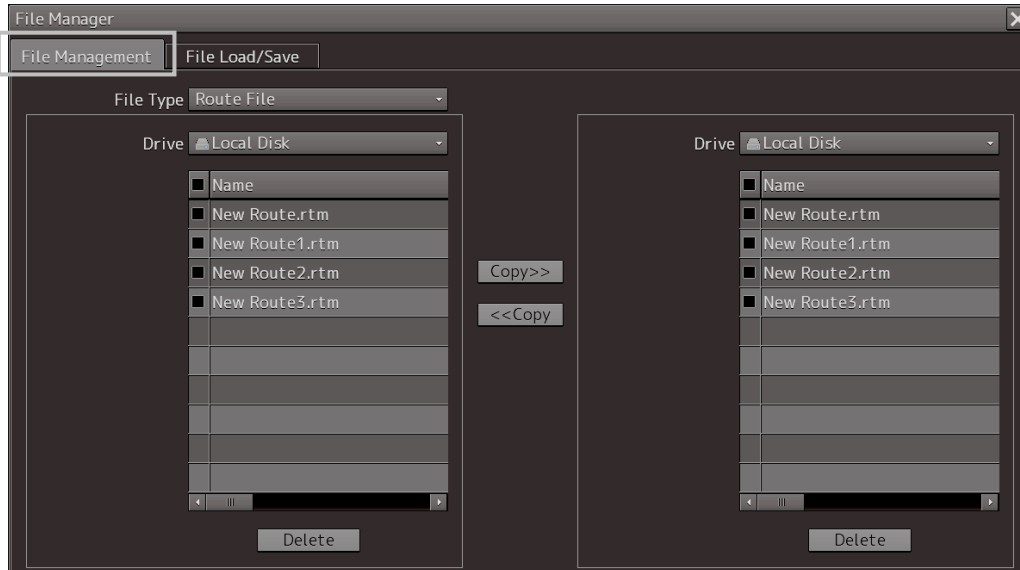 File Manager
File Management
File Load/Save
File Type Route File
Drive Local Disk
Name
New Route.rtm
New Route1.rtm
New Route2.rtm
New Route3.rtm
Delete
Copy>>
<<Copy
Drive Local Disk
Name
New Route.rtm
New Route1.rtm
New Route2.rtm
New Route3.rtm
Delete